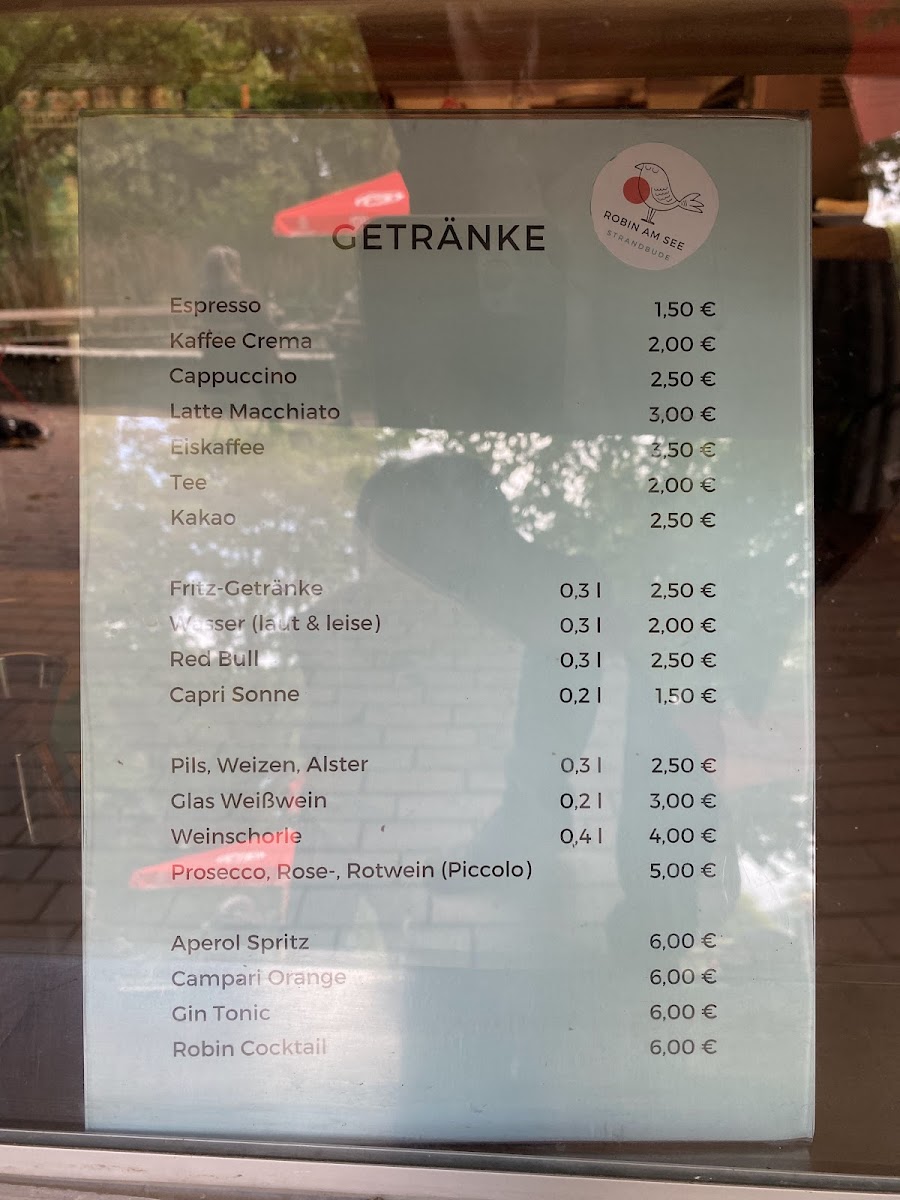 ROBIN AM SEE
STRANDBUDE
GETRÄNKE
Espresso 1,50 €
Kaffee Crema 2,00 €
Cappuccino 2,50 €
Latte Macchiato 3,00 €
Eiskaffee 3,50 €
Tee 2,00 €
Kakao 2,50 €
Fritz-Getränke 0,3 l 2,50 €
Wasser (laut & leise) 0,3 l 2,00 €
Red Bull 0,3 l 2,50 €
Capri Sonne 0,2 l 1,50 €
Pils, Weizen, Alster 0,3 l 2,50 €
Glas Weißwein 0,2 l 3,00 €
Weinschorle 0,4 l 4,00 €
Prosecco, Rose-, Rotwein (Piccolo) 5,00 €
Aperol Spritz 6,00 €
Campari Orange 6,00 €
Gin Tonic 6,00 €
Robin Cocktail 6,00 €